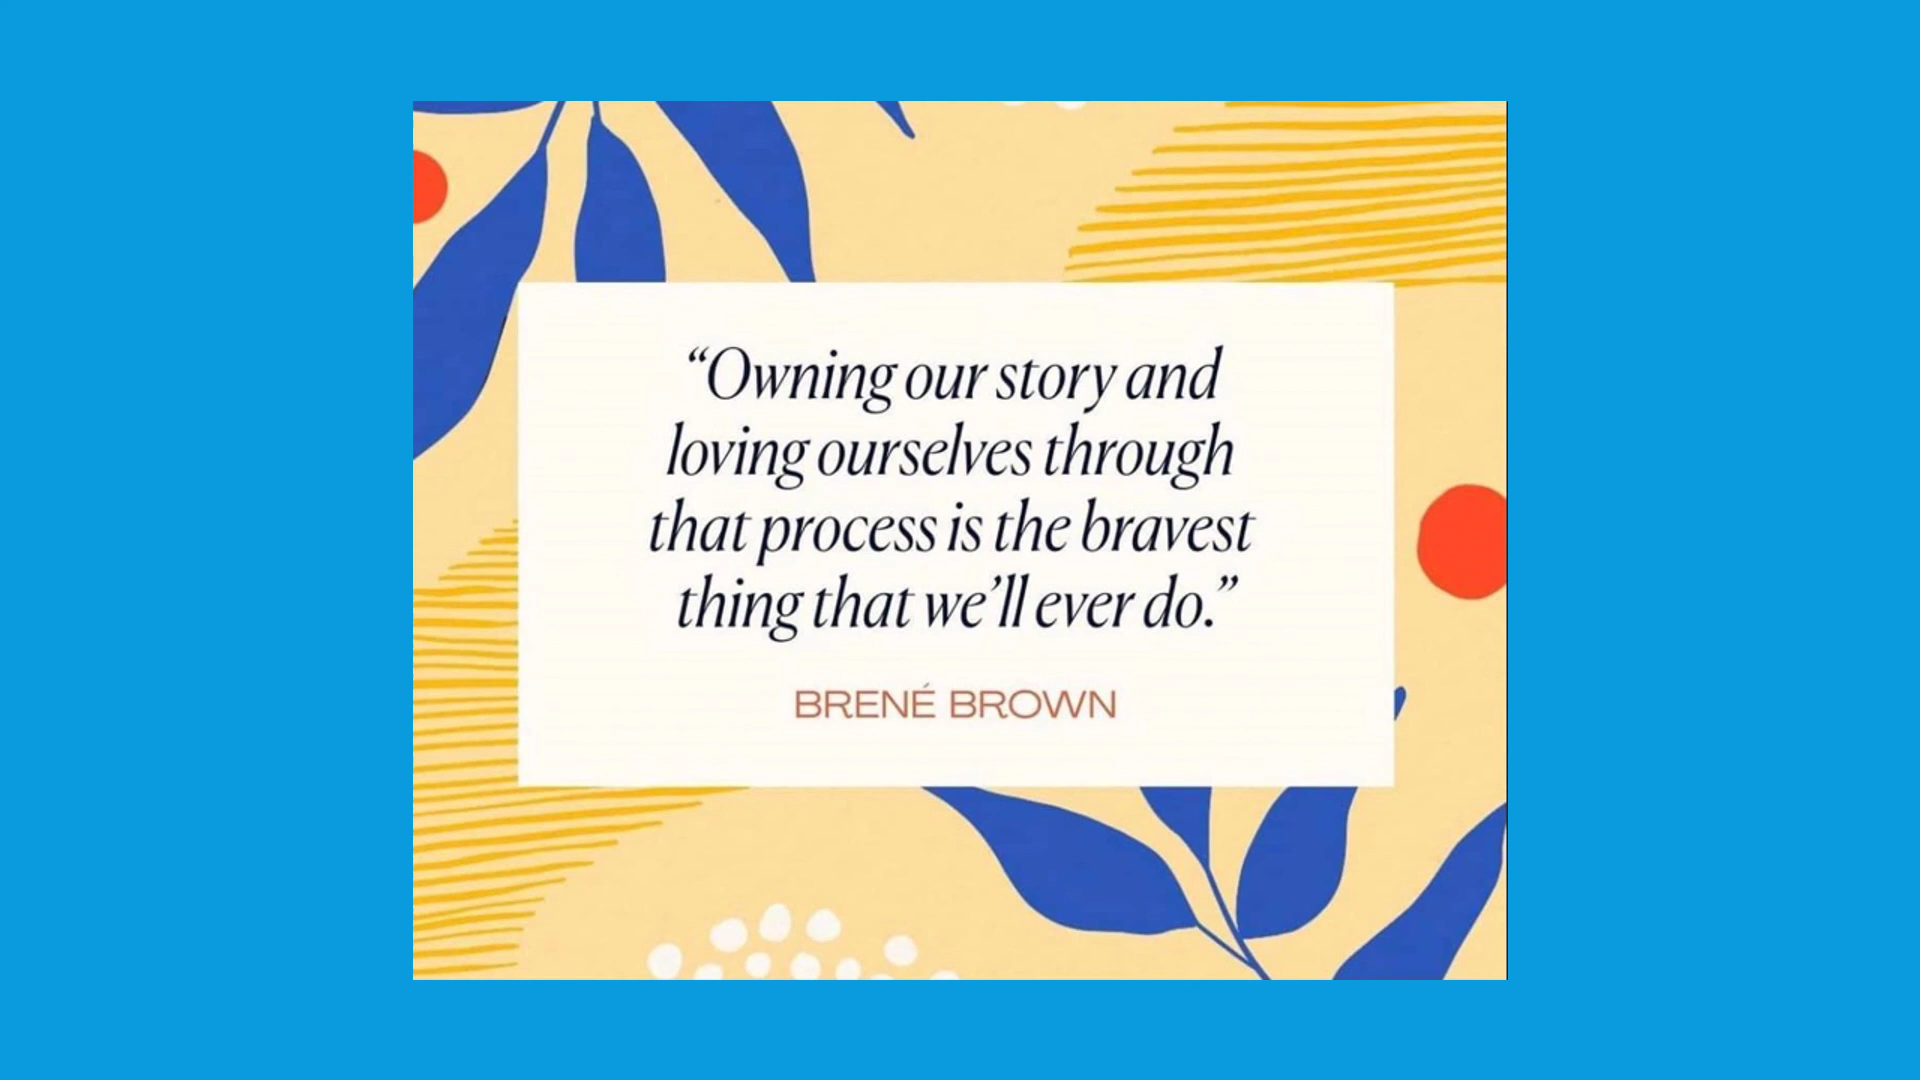 “Owning our story and
loving ourselves through
that process is the bravest
thing that we’ll ever do.”
BRENÉ BROWN